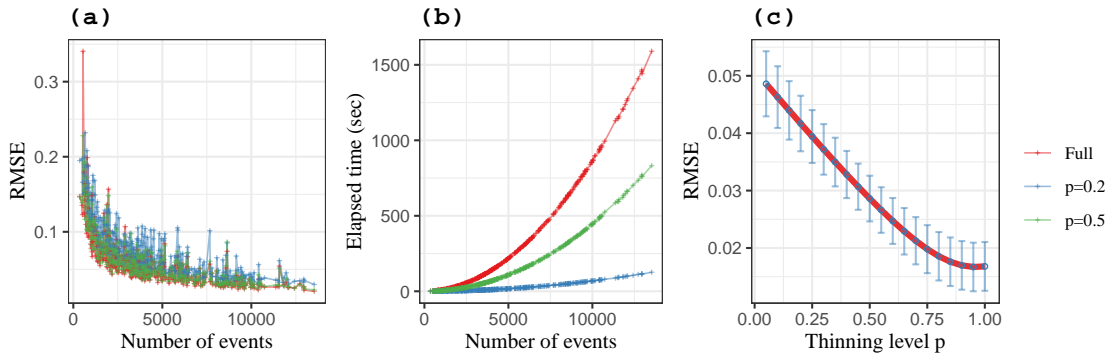 (a)
(b)
(c)
RMSE
0.3
0.2
0.1
5000
10000
Number of events
Elapsed time (sec)
1500
1000
500
0
0
5000
10000
Number of events
RMSE
0.05
0.04
0.03
0.02
0.00
0.25
0.50
0.75
1.00
Thinning level p
Full
p=0.2
p=0.5